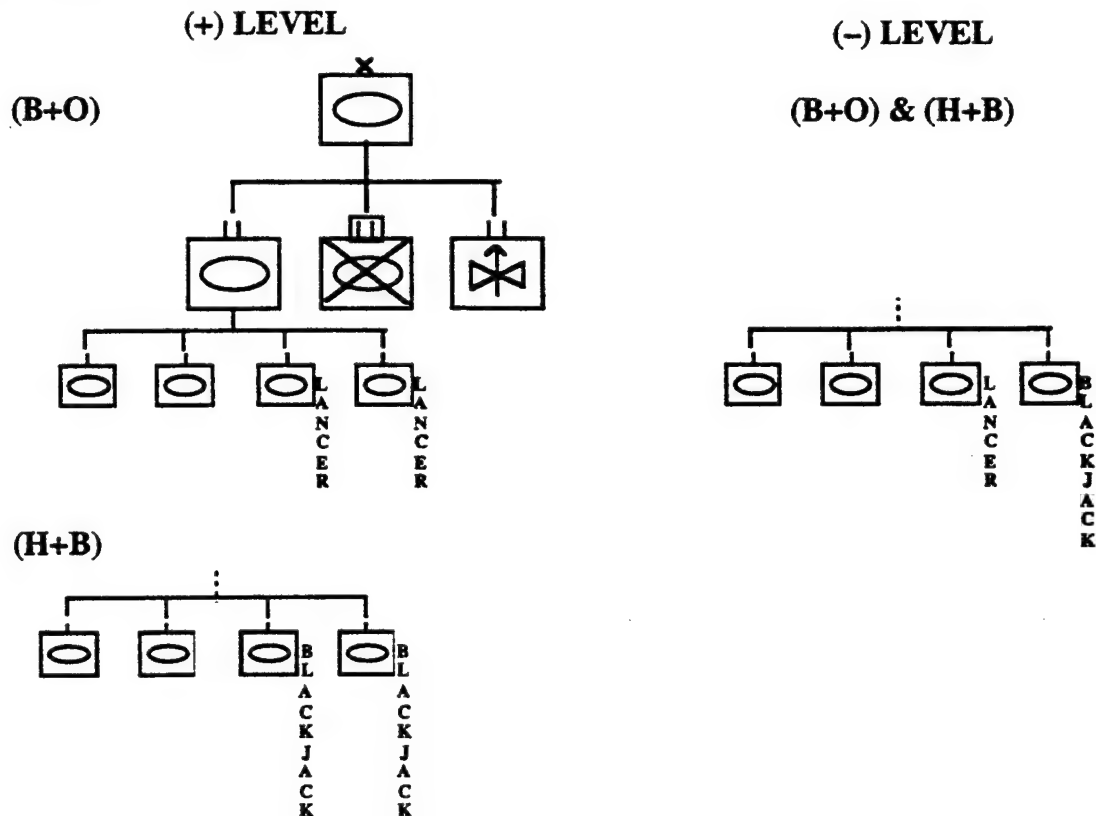 (+) LEVEL
(–) LEVEL
(B+O)
(B+O) & (H+B)
X
LANCER
LANCER
LANCER
BLACKJACK
(H+B)
BLACKJACK
BLACKJACK